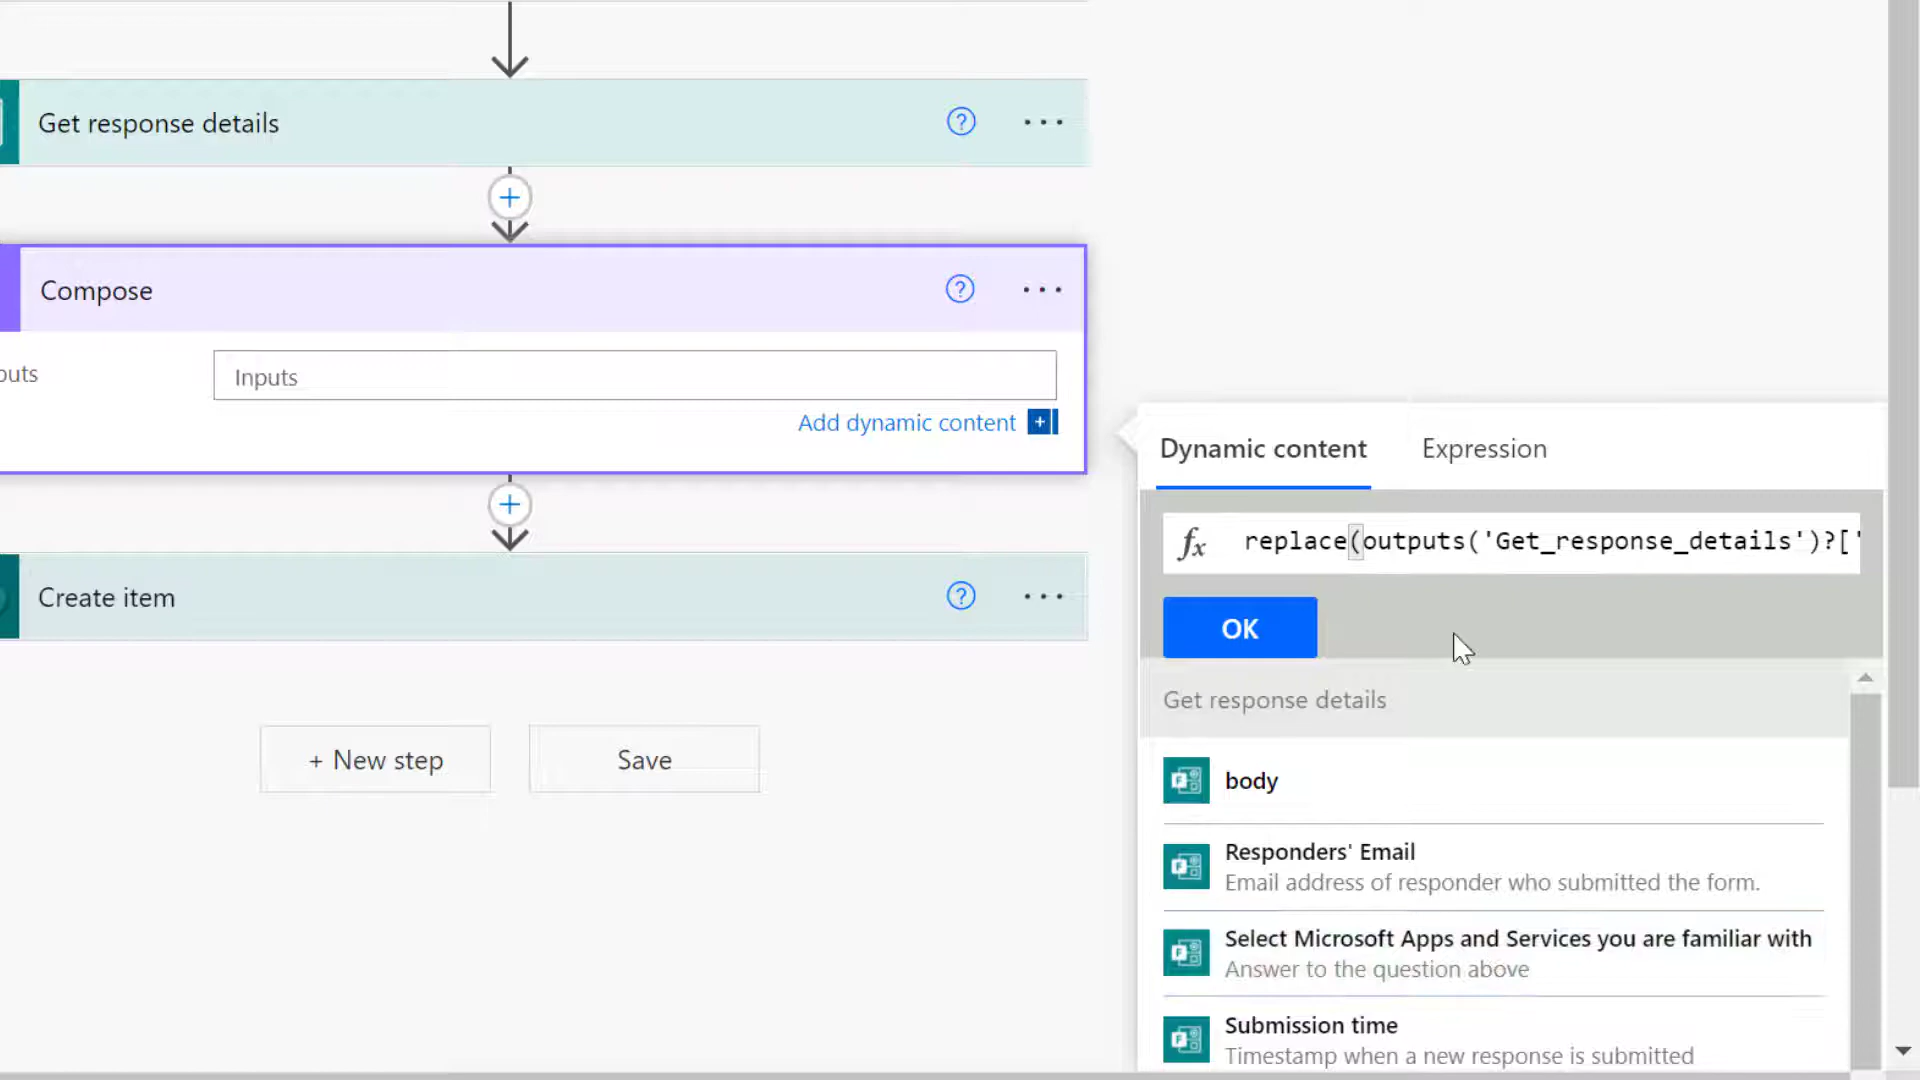 Get response details
Compose
puts
Inputs
Add dynamic content
Create item
+ New step
Save
Dynamic content
Expression
fx replace(outputs('Get_response_details')?['
OK
Get response details
body
Responders' Email
Email address of responder who submitted the form.
Select Microsoft Apps and Services you are familiar with
Answer to the question above
Submission time
Timestamp when a new response is submitted